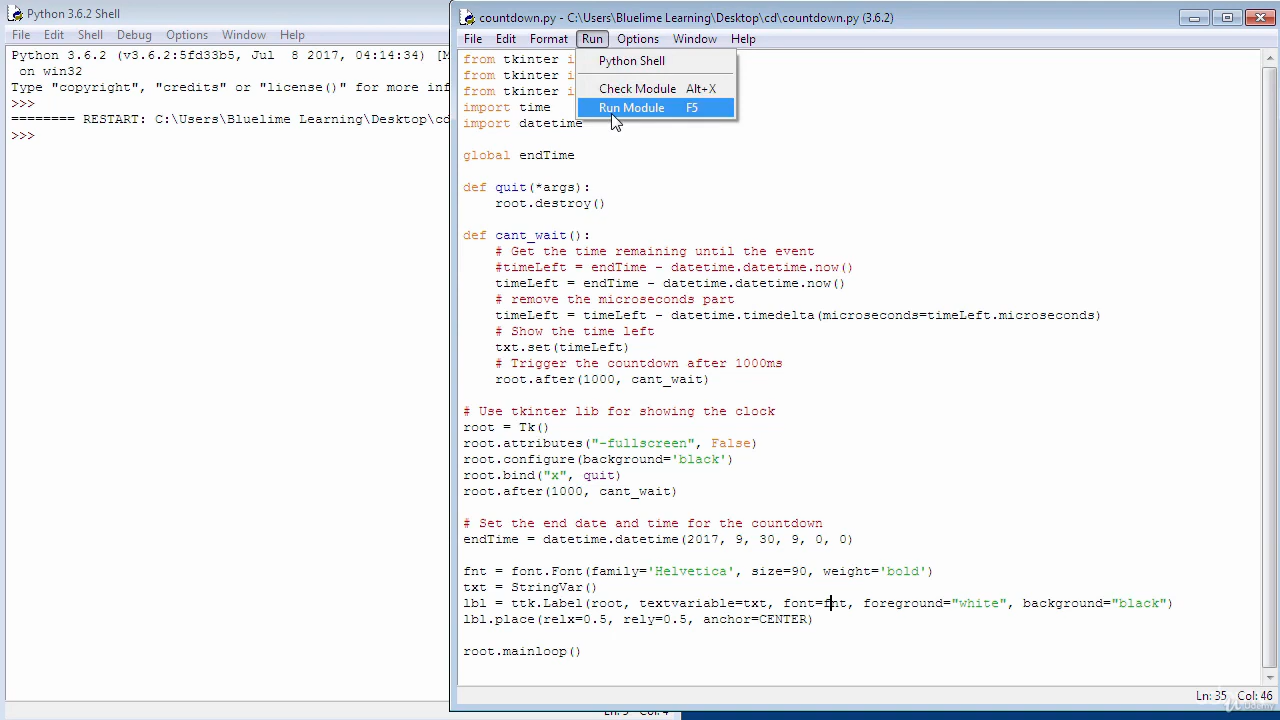 Python 3.6.2 Shell
File Edit Shell Debug Options Window Help
Python 3.6.2 (v3.6.2:5fd33b5, Jul 8 2017, 04:14:34) [M
on win32
Type "copyright", "credits" or "license()" for more inf
>>>
======== RESTART: C:\Users\Bluelime Learning\Desktop\co
>>>
countdown.py - C:\Users\Bluelime Learning\Desktop\cd\countdown.py (3.6.2)
File Edit Format Run Options Window Help
Python Shell
Check Module Alt+X
Run Module F5
from tkinter i
from tkinter i
from tkinter i
import time
import datetime
global endTime
def quit(*args):
root.destroy()
def cant_wait():
# Get the time remaining until the event
#timeLeft = endTime - datetime.datetime.now()
timeLeft = endTime - datetime.datetime.now()
# remove the microseconds part
timeLeft = timeLeft - datetime.timedelta(microseconds=timeLeft.microseconds)
# Show the time left
txt.set(timeLeft)
# Trigger the countdown after 1000ms
root.after(1000, cant_wait)
# Use tkinter lib for showing the clock
root = Tk()
root.attributes("-fullscreen", False)
root.configure(background='black')
root.bind("x", quit)
root.after(1000, cant_wait)
# Set the end date and time for the countdown
endTime = datetime.datetime(2017, 9, 30, 9, 0, 0)
fnt = font.Font(family='Helvetica', size=90, weight='bold')
txt = StringVar()
lbl = ttk.Label(root, textvariable=txt, font=fnt, foreground="white", background="black")
lbl.place(relx=0.5, rely=0.5, anchor=CENTER)
root.mainloop()
Ln: 35 Col: 46